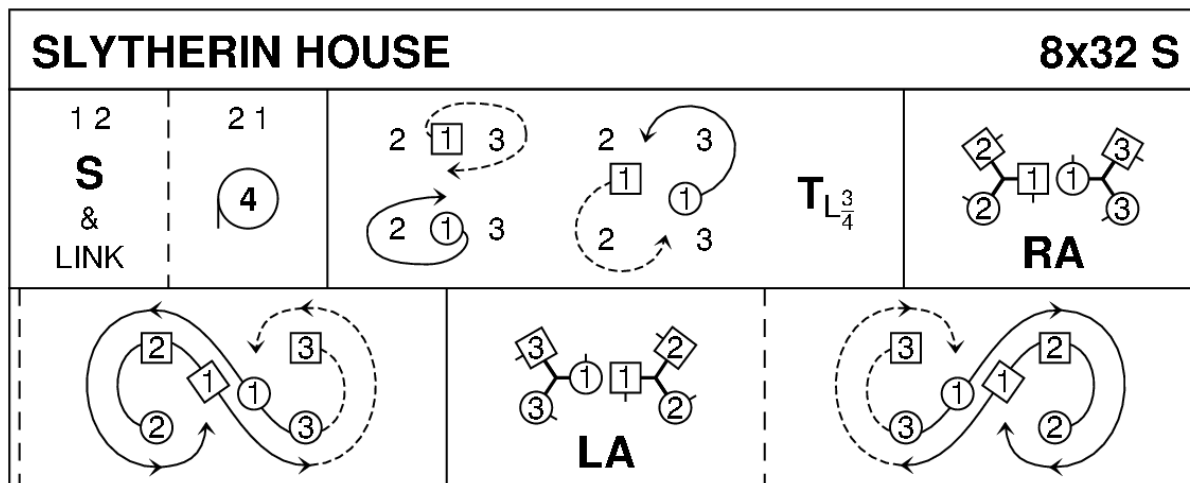 SLYTHERIN HOUSE 8x32 S
1 2 2 1
S
&
LINK
4
2 1 3 2 3
1 1
2 1 3 2 3
T L 3/4
2 1 1 3
2 3
RA
2 3
1 1
2 3
3 1 1 2
3 2
LA
3 2
1 1
3 2